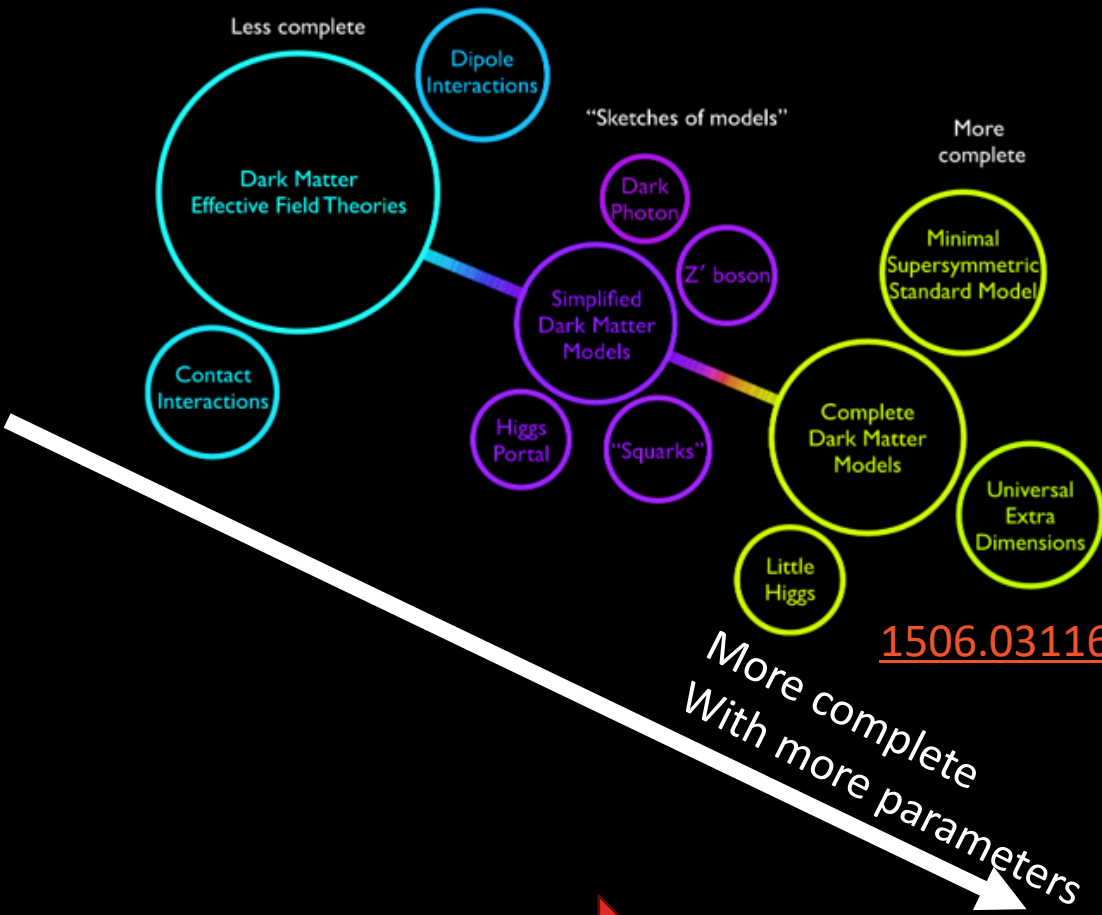 Less complete
Dipole
Interactions
Dark Matter
Effective Field Theories
Contact
Interactions
“Sketches of models”
Dark
Photon
Z′ boson
Simplified
Dark Matter
Models
Higgs
Portal
“Squarks”
More
complete
Minimal
Supersymmetric
Standard Model
Complete
Dark Matter
Models
Universal
Extra
Dimensions
Little
Higgs
1506.03116
More complete
With more parameters